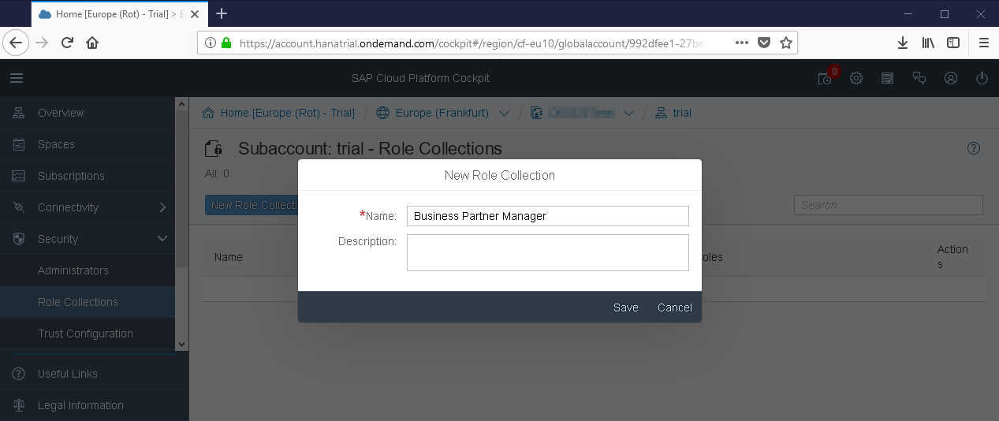 Home [Europe (Rot) - Trial] >
https://account.hanatrial.ondemand.com/cockpit#/region/cf-eu10/globalaccount/992dfee1-27be
SAP Cloud Platform Cockpit
0
Overview
Spaces
Subscriptions
Connectivity
Security
Administrators
Role Collections
Trust Configuration
Useful Links
Legal Information
Home [Europe (Rot) - Trial] / Europe (Frankfurt) / / trial
Subaccount: trial - Role Collections
All: 0
New Role Collecti
Search
Name
oles
Action
s
New Role Collection
*Name:
Business Partner Manager
Description:
Save
Cancel